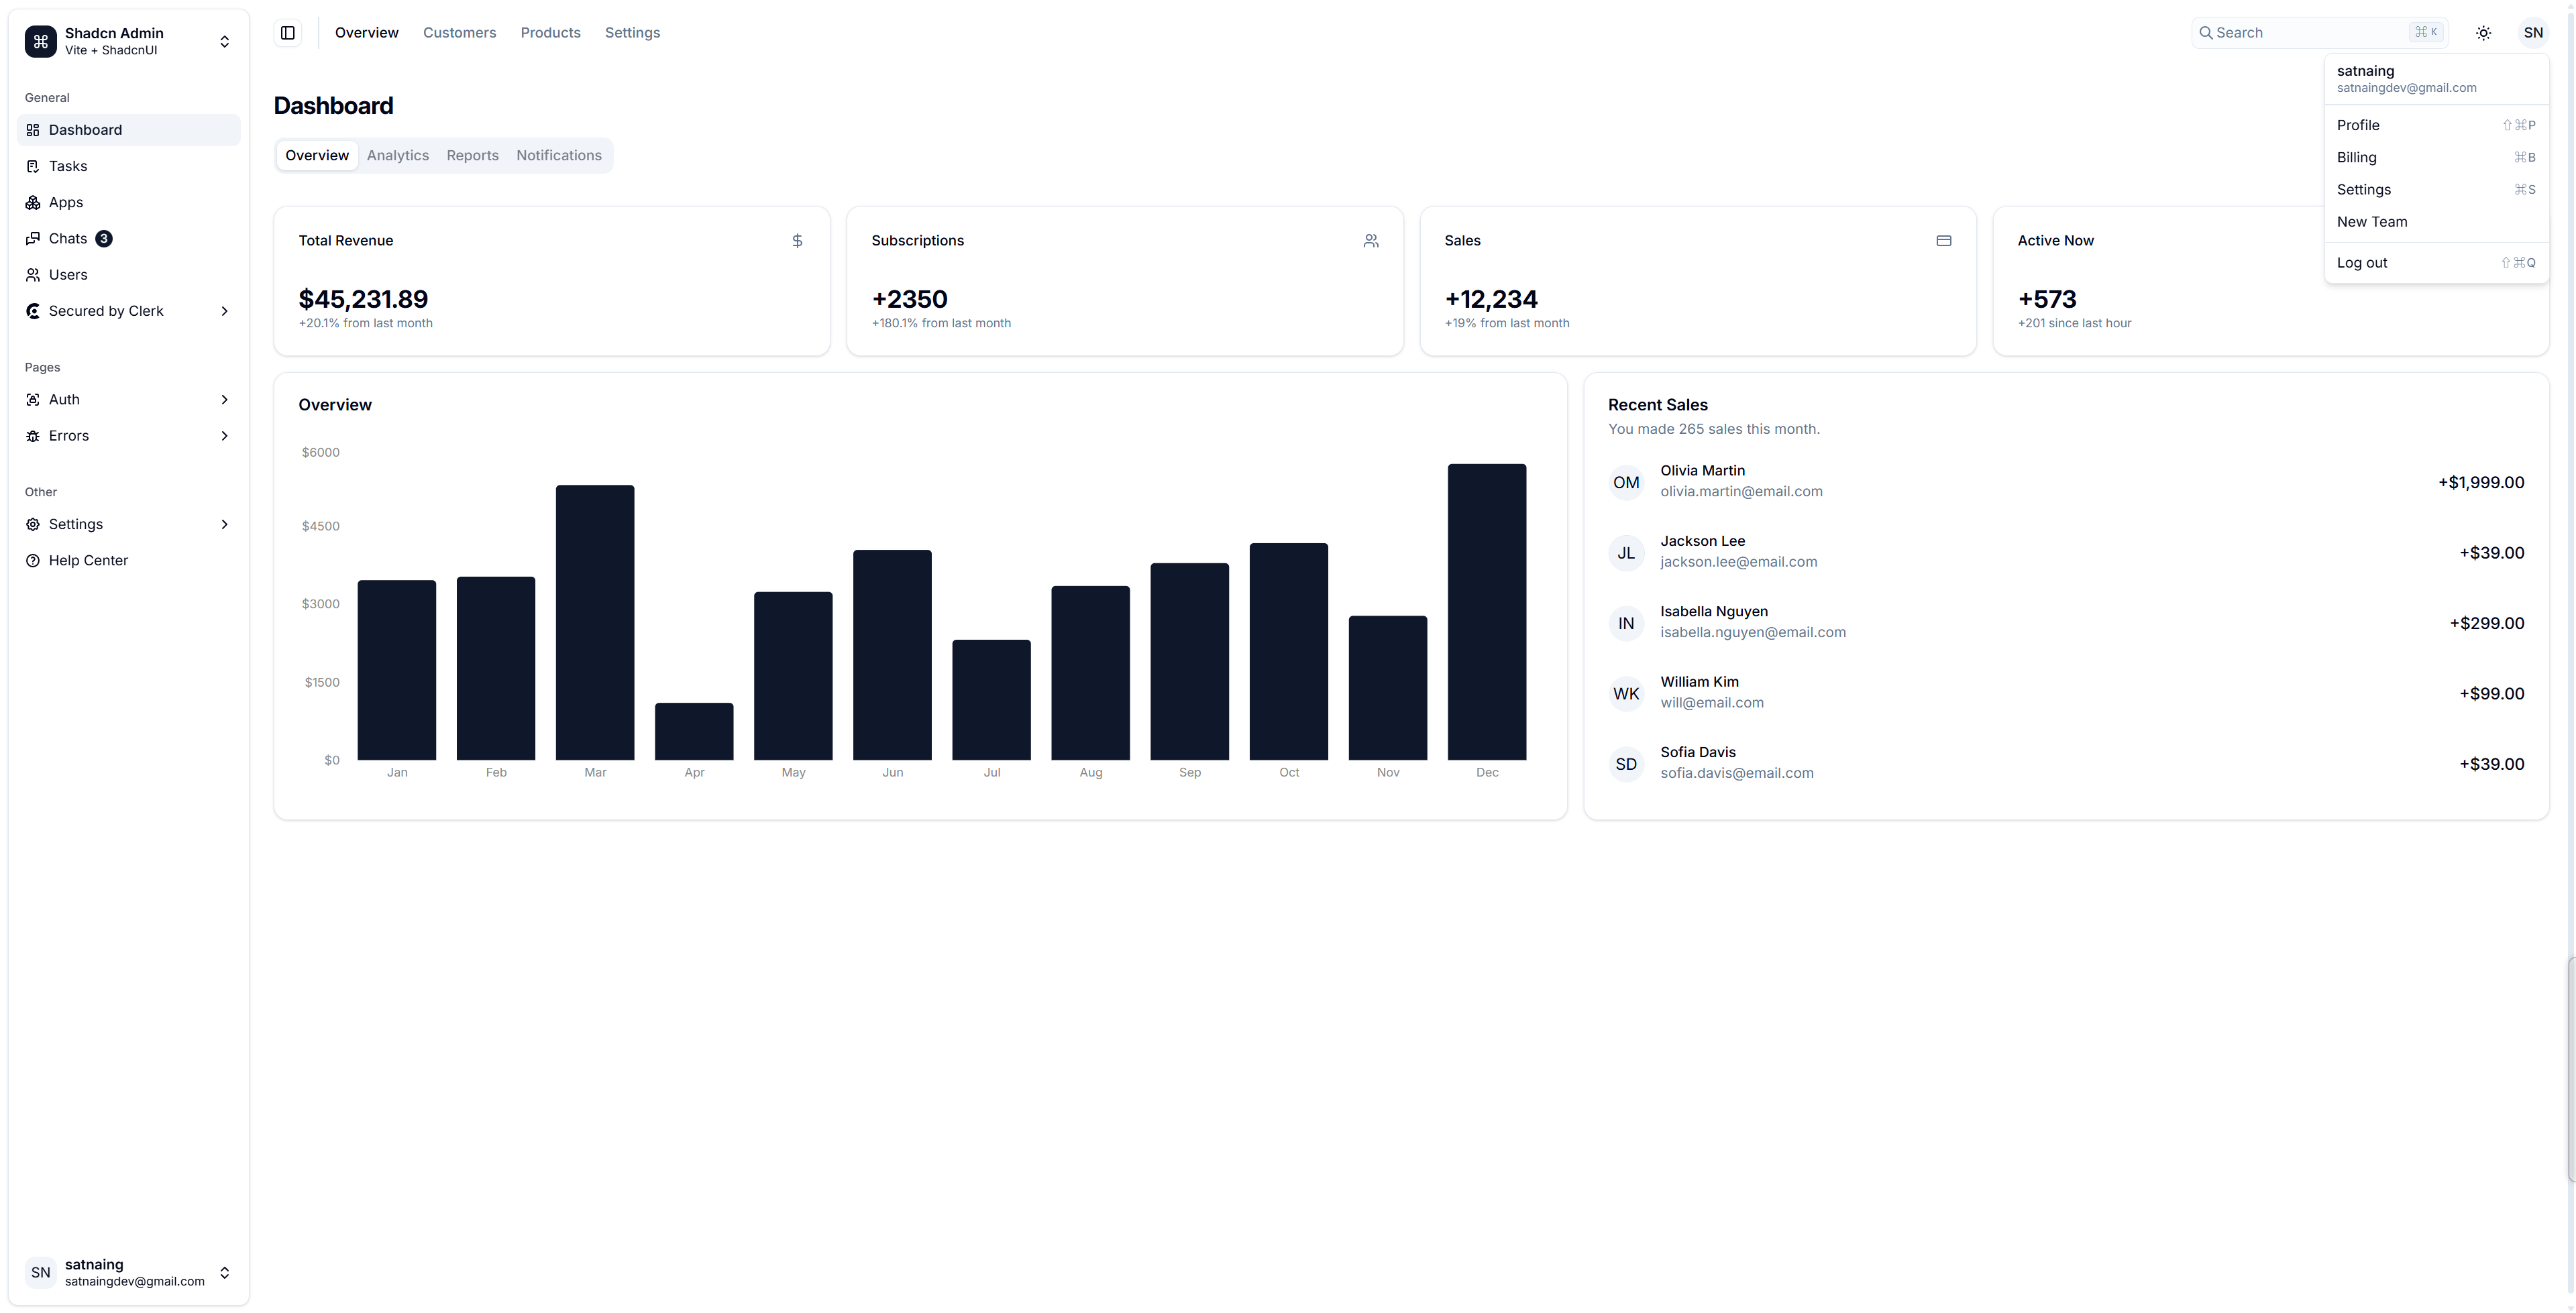 Shadcn Admin
Vite + ShadcnUI
General
Dashboard
Tasks
Apps
Chats 3
Users
Secured by Clerk
Pages
Auth
Errors
Other
Settings
Help Center
SN
satnaing
satnaingdev@gmail.com
Overview Customers Products Settings
Search ⌘ K
SN
satnaing
satnaingdev@gmail.com
Profile ⇧⌘P
Billing ⌘B
Settings ⌘S
New Team
Log out ⇧⌘Q
Dashboard
Overview Analytics Reports Notifications
Total Revenue $
$45,231.89
+20.1% from last month
Subscriptions
+2350
+180.1% from last month
Sales
+12,234
+19% from last month
Active Now
+573
+201 since last hour
Overview
$6000
$4500
$3000
$1500
$0
Jan Feb Mar Apr May Jun Jul Aug Sep Oct Nov Dec
Recent Sales
You made 265 sales this month.
OM
Olivia Martin
olivia.martin@email.com
+$1,999.00
JL
Jackson Lee
jackson.lee@email.com
+$39.00
IN
Isabella Nguyen
isabella.nguyen@email.com
+$299.00
WK
William Kim
will@email.com
+$99.00
SD
Sofia Davis
sofia.davis@email.com
+$39.00